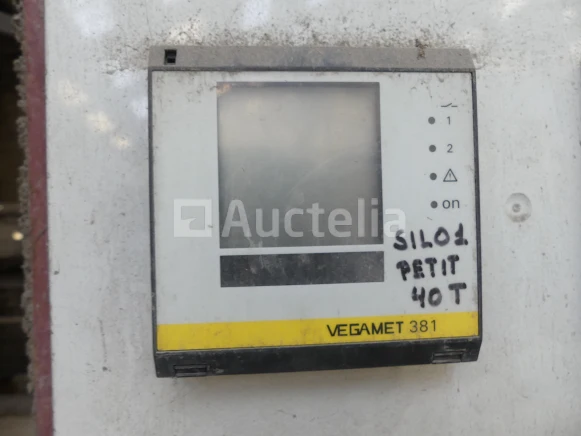 1
2
on
Auctelia
SILO1
PETIT
40T
VEGAMET 381